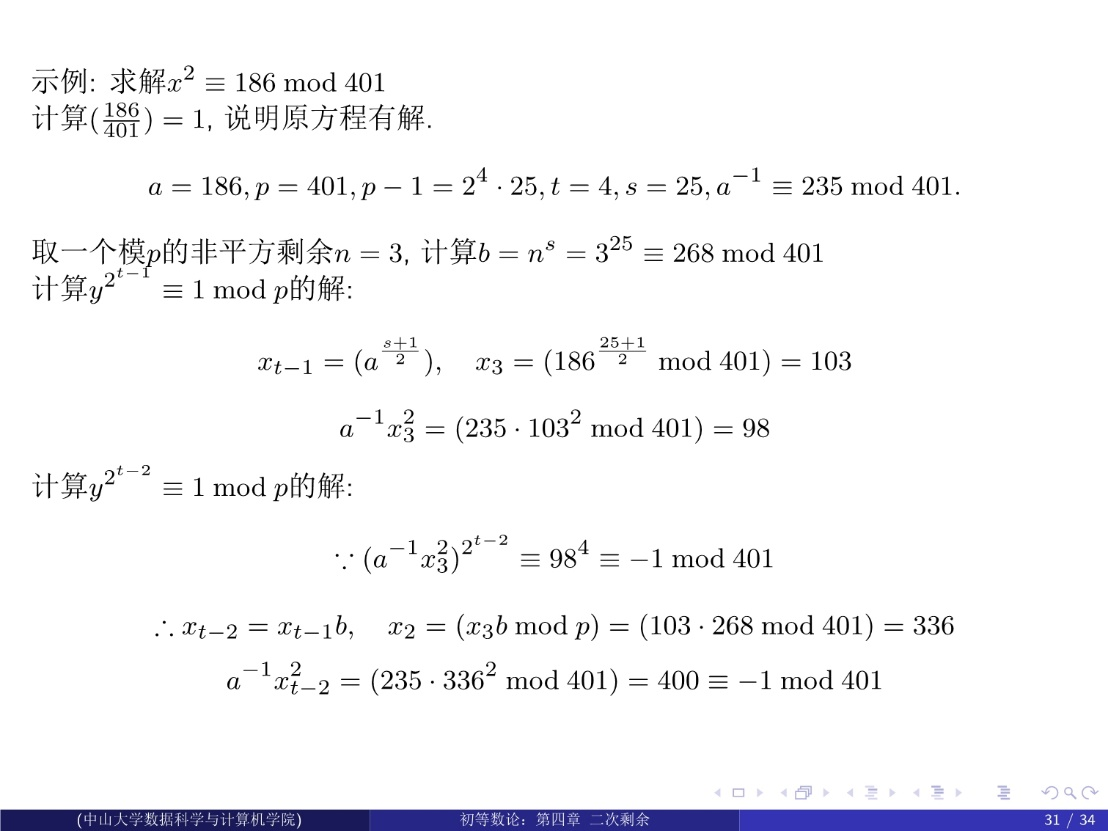 示例: 求解x² ≡ 186 mod 401
计算(186/401) = 1, 说明原方程有解.
a = 186, p = 401, p − 1 = 2⁴ · 25, t = 4, s = 25, a⁻¹ ≡ 235 mod 401.
取一个模p的非平方剩余n = 3, 计算b = nˢ = 3²⁵ ≡ 268 mod 401
计算y^{2^{t−1}} ≡ 1 mod p的解:
x_{t−1} = (a^{\frac{s+1}{2}}), x₃ = (186^{\frac{25+1}{2}} mod 401) = 103
a⁻¹x₃² = (235 · 103² mod 401) = 98
计算y^{2^{t−2}} ≡ 1 mod p的解:
∵ (a⁻¹x₃²)^{2^{t−2}} ≡ 98⁴ ≡ −1 mod 401
∴ x_{t−2} = x_{t−1}b, x₂ = (x₃b mod p) = (103 · 268 mod 401) = 336
a⁻¹x_{t−2}² = (235 · 336² mod 401) = 400 ≡ −1 mod 401
(中山大学数据科学与计算机学院) 初等数论：第四章 二次剩余 31 / 34